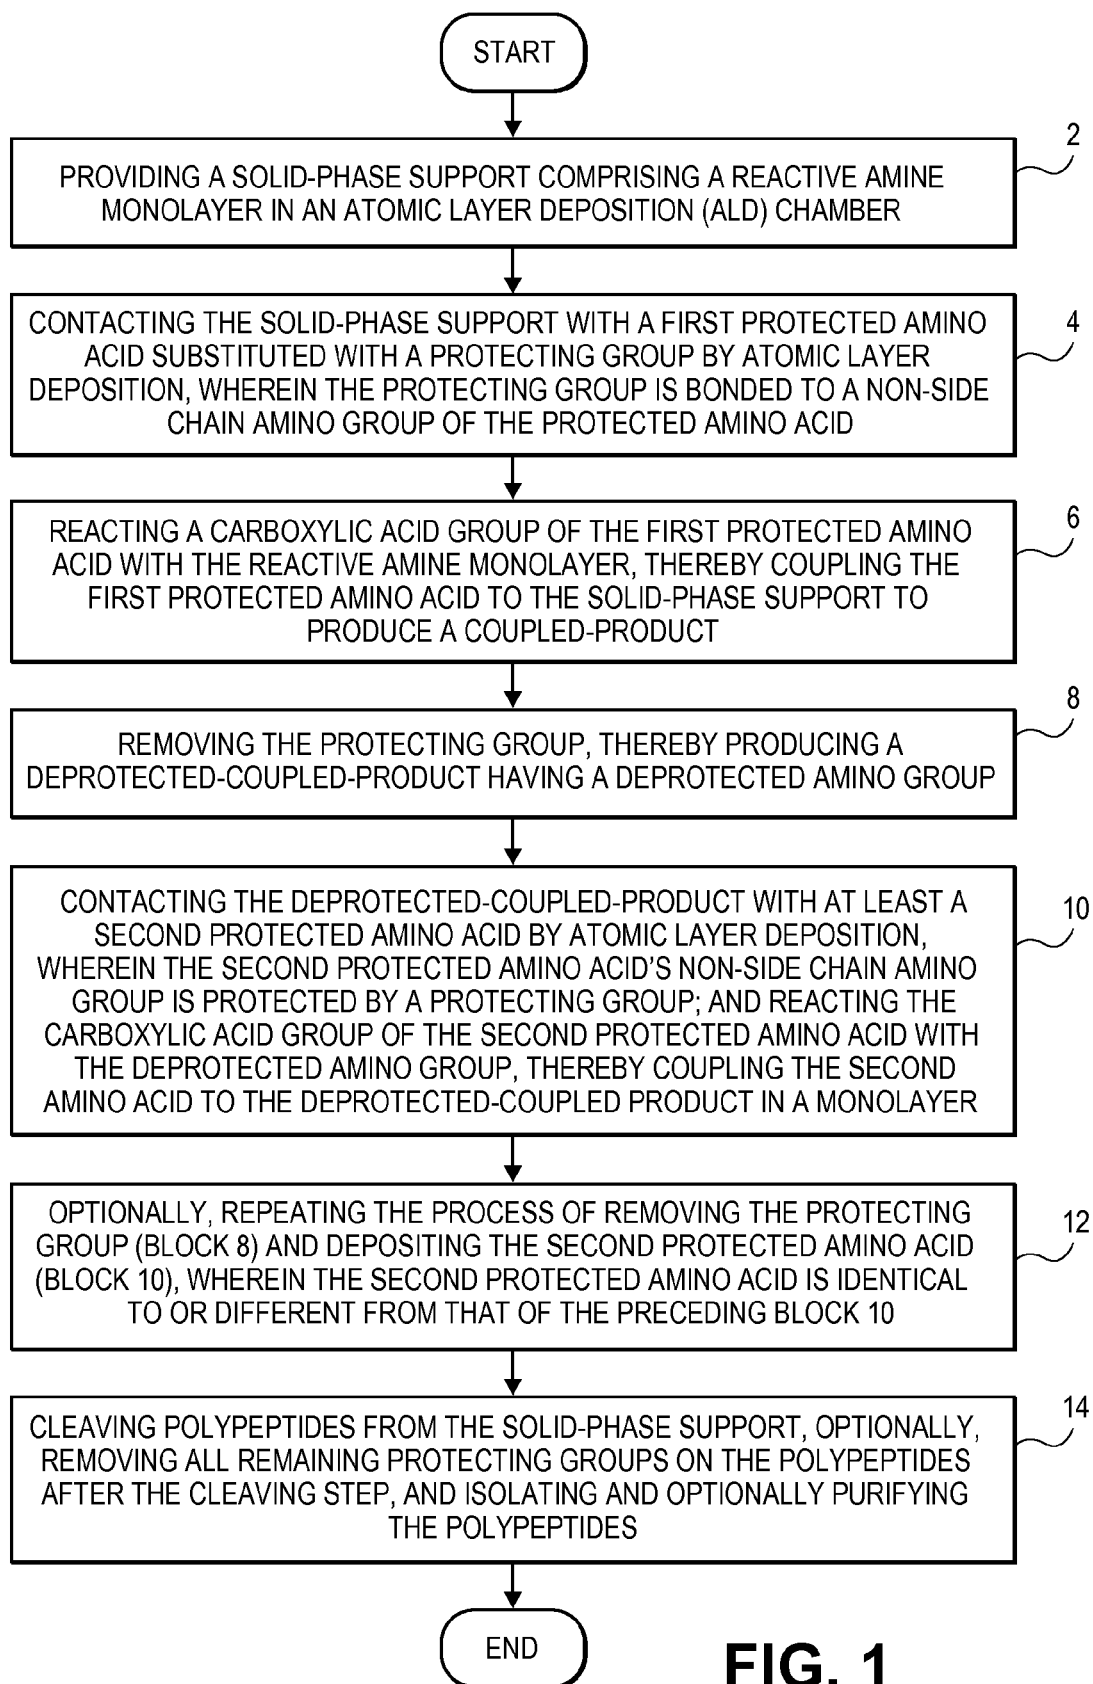 START
2
PROVIDING A SOLID-PHASE SUPPORT COMPRISING A REACTIVE AMINE
MONOLAYER IN AN ATOMIC LAYER DEPOSITION (ALD) CHAMBER
4
CONTACTING THE SOLID-PHASE SUPPORT WITH A FIRST PROTECTED AMINO
ACID SUBSTITUTED WITH A PROTECTING GROUP BY ATOMIC LAYER
DEPOSITION, WHEREIN THE PROTECTING GROUP IS BONDED TO A NON-SIDE
CHAIN AMINO GROUP OF THE PROTECTED AMINO ACID
6
REACTING A CARBOXYLIC ACID GROUP OF THE FIRST PROTECTED AMINO
ACID WITH THE REACTIVE AMINE MONOLAYER, THEREBY COUPLING THE
FIRST PROTECTED AMINO ACID TO THE SOLID-PHASE SUPPORT TO
PRODUCE A COUPLED-PRODUCT
8
REMOVING THE PROTECTING GROUP, THEREBY PRODUCING A
DEPROTECTED-COUPLED-PRODUCT HAVING A DEPROTECTED AMINO GROUP
10
CONTACTING THE DEPROTECTED-COUPLED-PRODUCT WITH AT LEAST A
SECOND PROTECTED AMINO ACID BY ATOMIC LAYER DEPOSITION,
WHEREIN THE SECOND PROTECTED AMINO ACID'S NON-SIDE CHAIN AMINO
GROUP IS PROTECTED BY A PROTECTING GROUP; AND REACTING THE
CARBOXYLIC ACID GROUP OF THE SECOND PROTECTED AMINO ACID WITH
THE DEPROTECTED AMINO GROUP, THEREBY COUPLING THE SECOND
AMINO ACID TO THE DEPROTECTED-COUPLED PRODUCT IN A MONOLAYER
12
OPTIONALLY, REPEATING THE PROCESS OF REMOVING THE PROTECTING
GROUP (BLOCK 8) AND DEPOSITING THE SECOND PROTECTED AMINO ACID
(BLOCK 10), WHEREIN THE SECOND PROTECTED AMINO ACID IS IDENTICAL
TO OR DIFFERENT FROM THAT OF THE PRECEDING BLOCK 10
14
CLEAVING POLYPEPTIDES FROM THE SOLID-PHASE SUPPORT, OPTIONALLY,
REMOVING ALL REMAINING PROTECTING GROUPS ON THE POLYPEPTIDES
AFTER THE CLEAVING STEP, AND ISOLATING AND OPTIONALLY PURIFYING
THE POLYPEPTIDES
END
FIG. 1